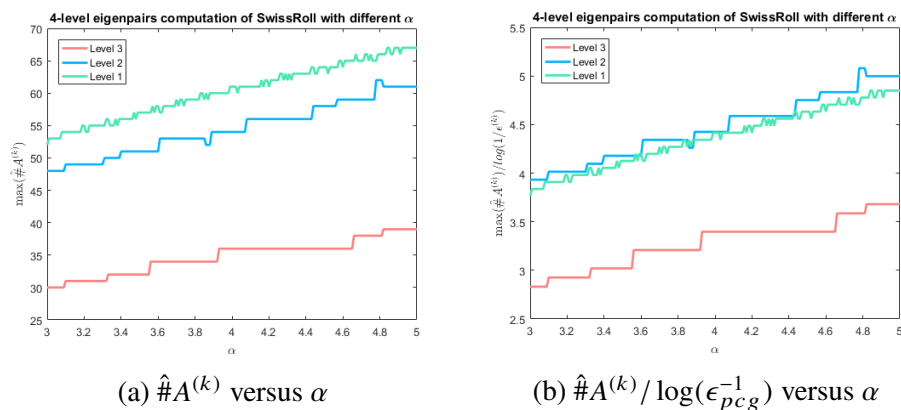 4-level eigenpairs computation of SwissRoll with different α
70
65
60
55
50
45
40
35
30
25
max(#̂A^(k))
Level 3
Level 2
Level 1
3 3.2 3.4 3.6 3.8 4 4.2 4.4 4.6 4.8 5
α
(a) #̂A^(k) versus α
4-level eigenpairs computation of SwissRoll with different α
5.5
5
4.5
4
3.5
3
2.5
max(#̂A^(k))/log(1/ϵ^(k))
Level 3
Level 2
Level 1
3 3.2 3.4 3.6 3.8 4 4.2 4.4 4.6 4.8 5
α
(b) #̂A^(k)/ log(ϵ_pcg^−1) versus α